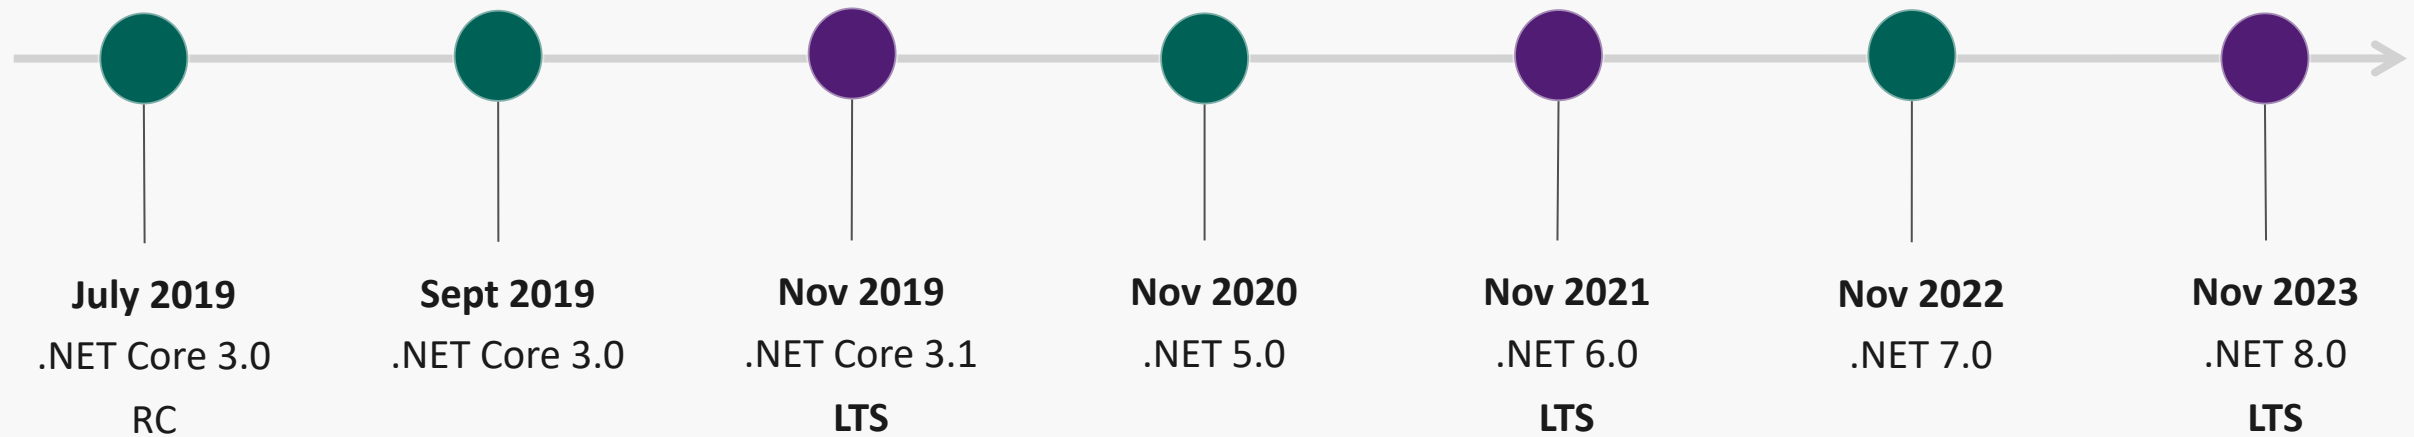 July 2019
.NET Core 3.0
RC
Sept 2019
.NET Core 3.0
Nov 2019
.NET Core 3.1
LTS
Nov 2020
.NET 5.0
Nov 2021
.NET 6.0
LTS
Nov 2022
.NET 7.0
Nov 2023
.NET 8.0
LTS